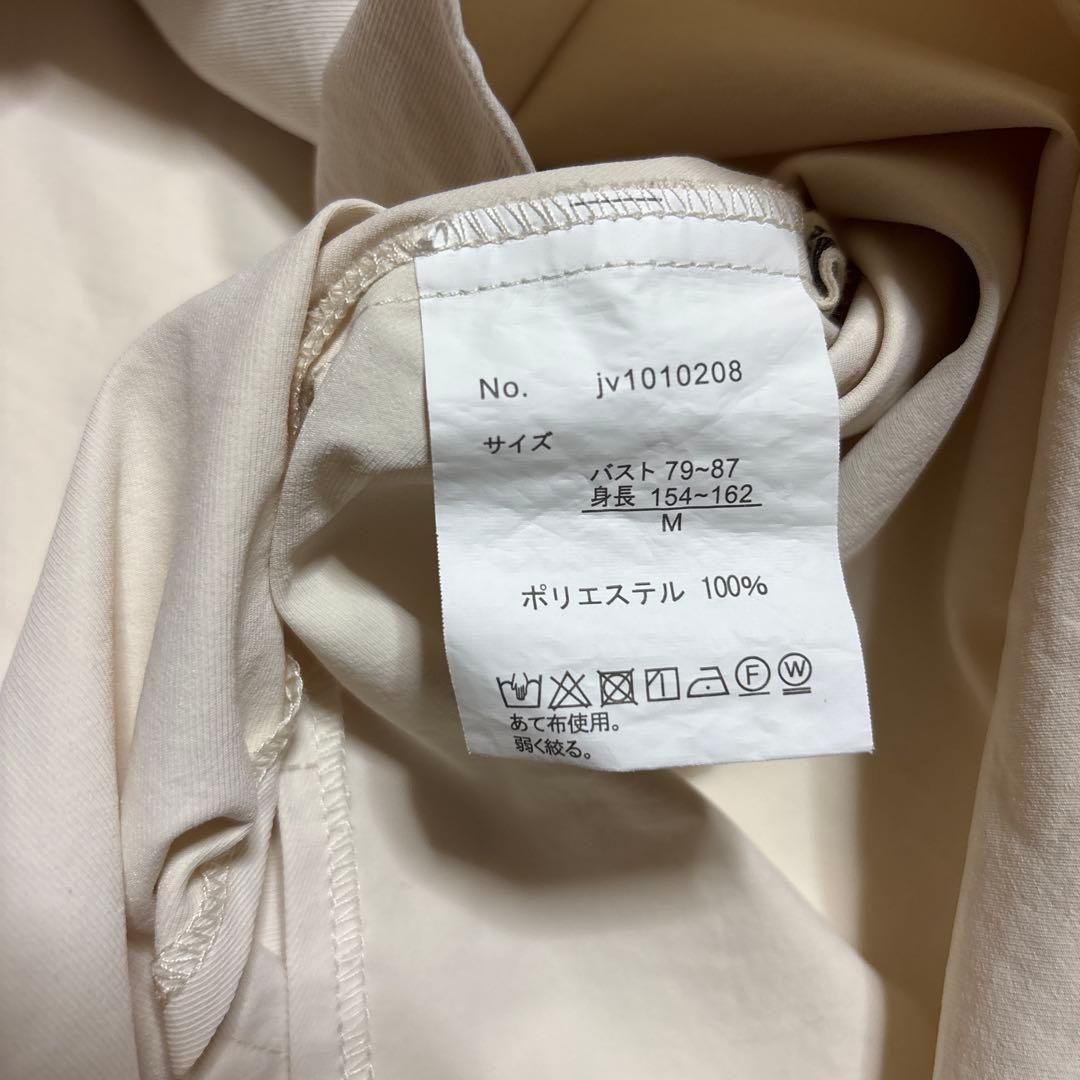 No. jv1010208
サイズ
バスト 79~87
身長 154~162
M
ポリエステル 100%
F W
あて布使用。
弱く絞る。